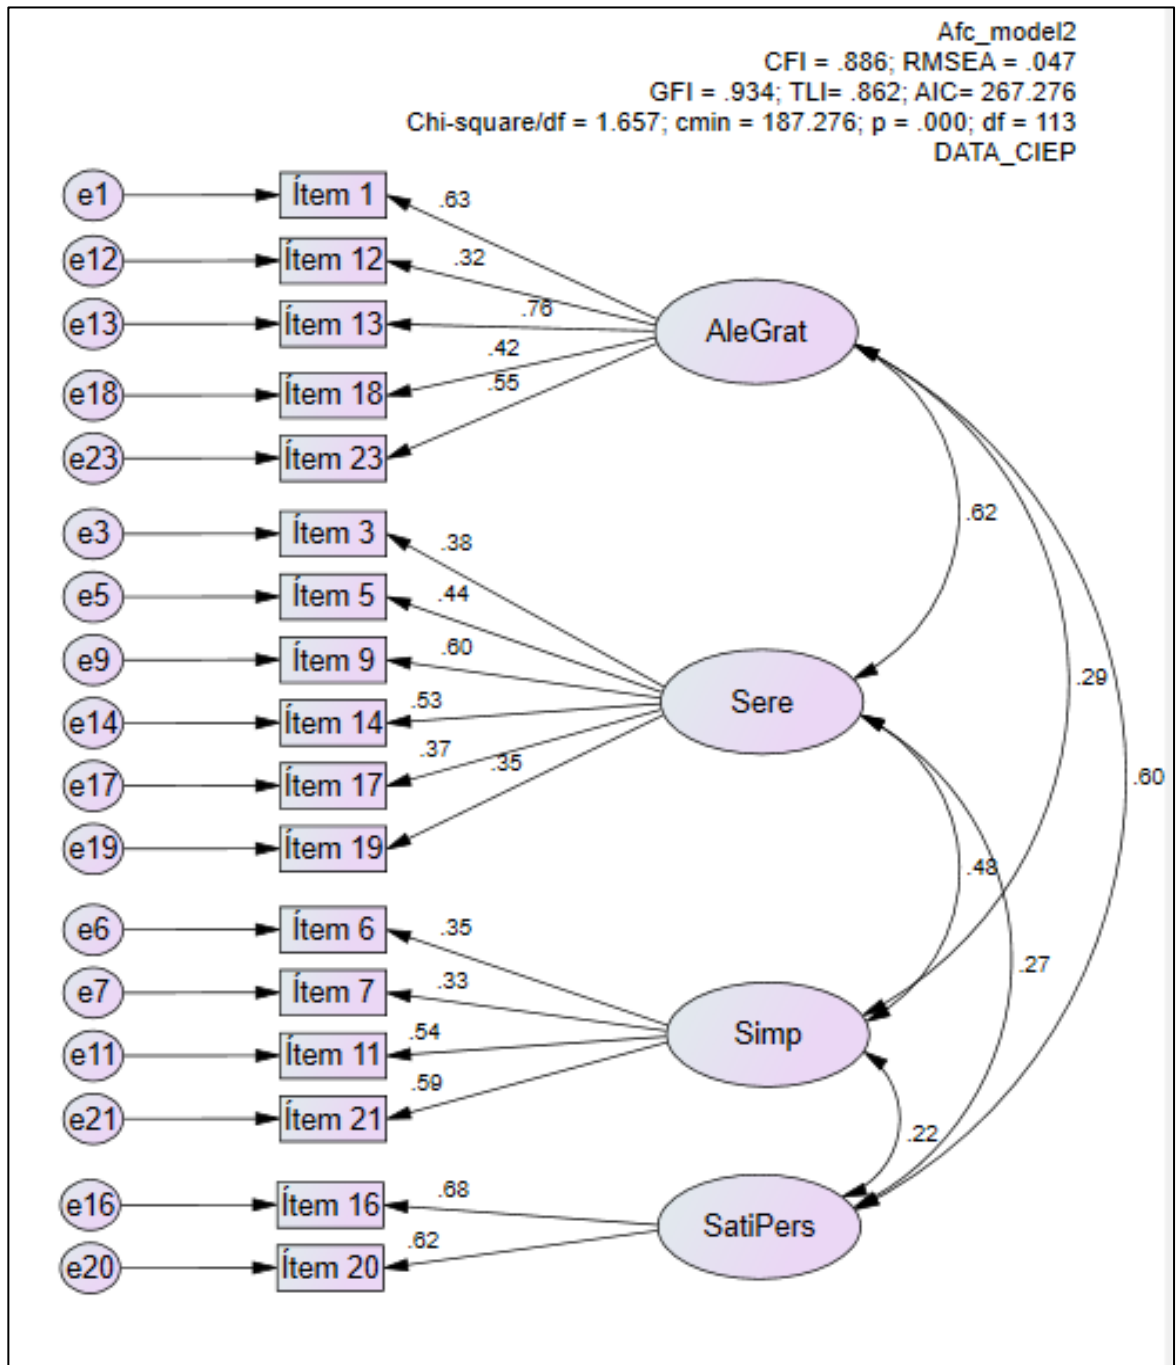 Afc_model2
CFI = .886; RMSEA = .047
GFI = .934; TLI= .862; AIC= 267.276
Chi-square/df = 1.657; cmin = 187.276; p = .000; df = 113
DATA_CIEP
e1 Ítem 1 .63
e12 Ítem 12 .32
e13 Ítem 13 .76
AleGrat
e18 Ítem 18 .42
e23 Ítem 23 .55
e3 Ítem 3 .38
.62
e5 Ítem 5 .44
e9 Ítem 9 .60
.29
e14 Ítem 14 .53
Sere
e17 Ítem 17 .37 .35
.60
e19 Ítem 19
.48
e6 Ítem 6 .35
.27
e7 Ítem 7 .33
e11 Ítem 11 .54
Simp
e21 Ítem 21 .59
.22
e16 Ítem 16 .68
SatiPers
e20 Ítem 20 .62